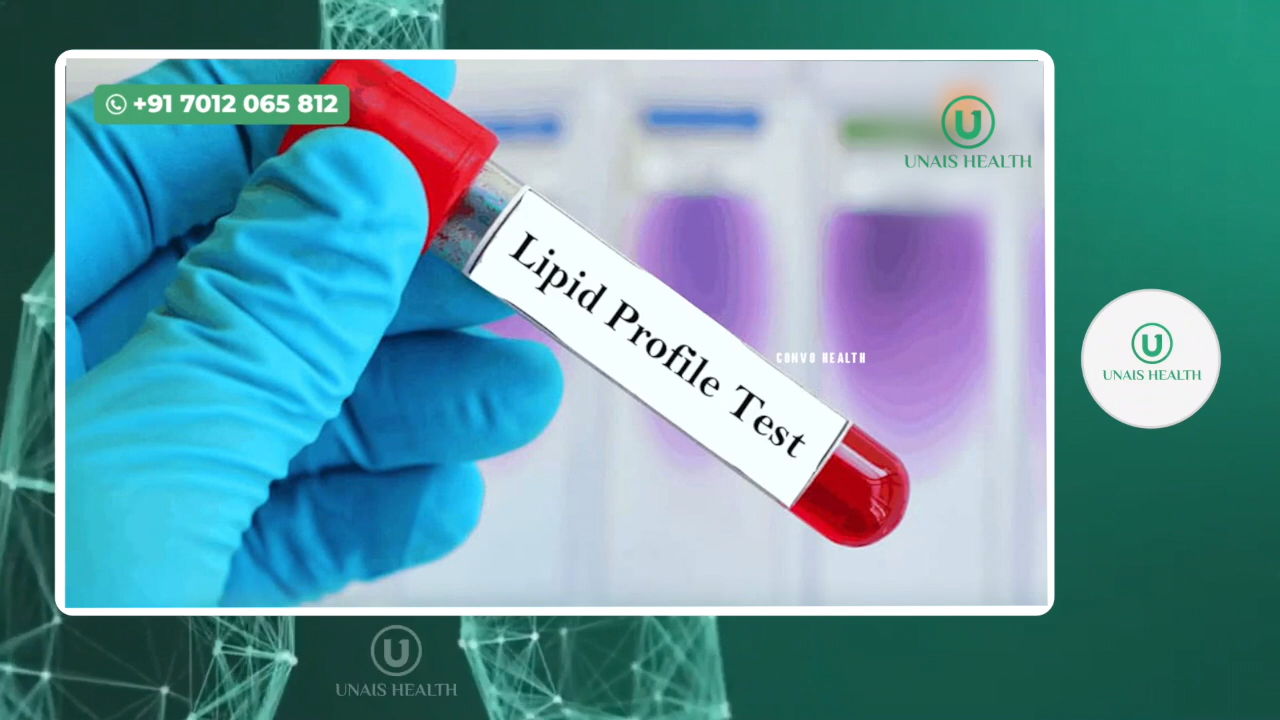 +91 7012 065 812
UNAIS HEALTH
Lipid Profile Test
CONVO HEALTH
UNAIS HEALTH
UNAIS HEALTH